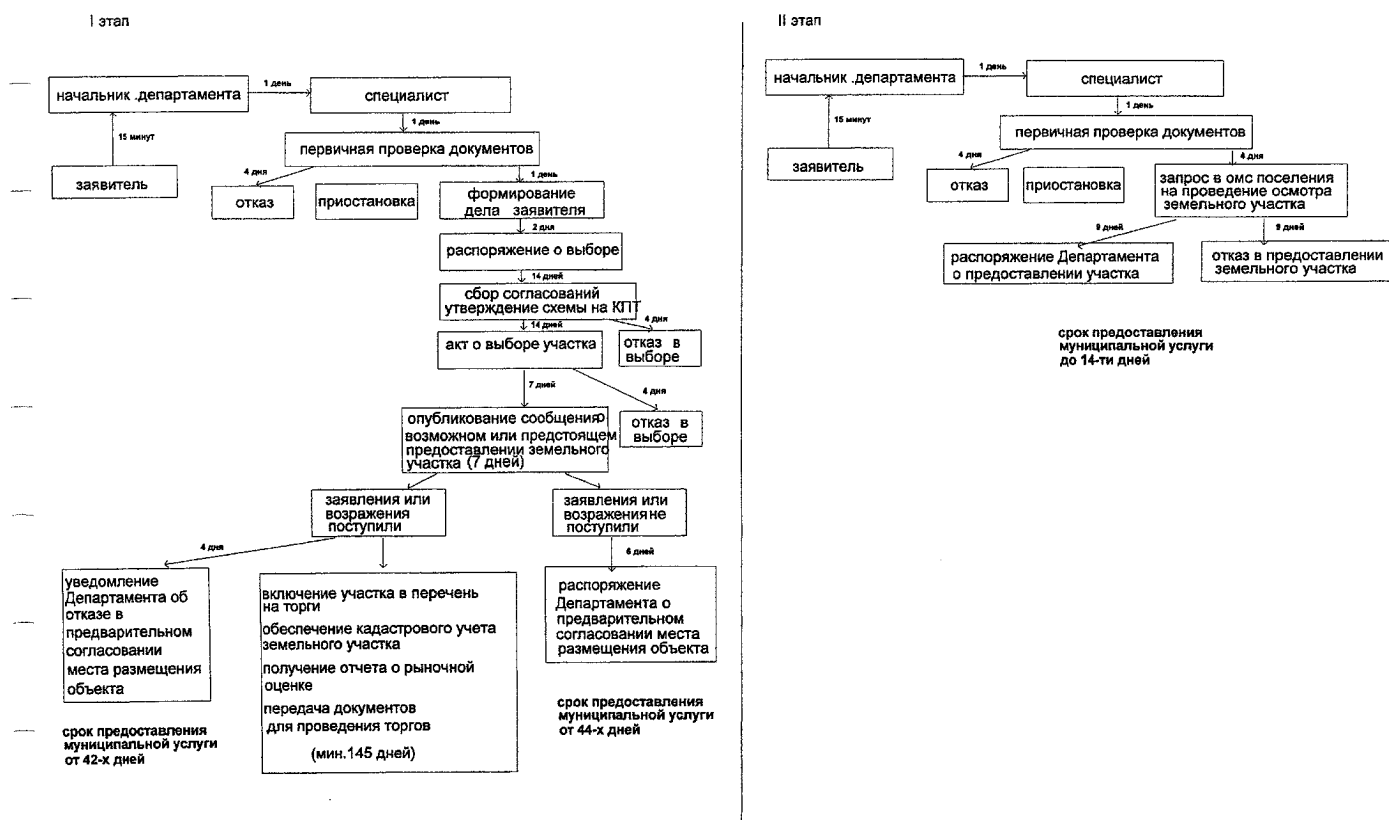 I этап
1 день
начальник .департамента
специалист
15 минут
1 день
первичная проверка документов
заявитель
4 дня
1 день
отказ
приостановка
формирование
дела заявителя
2 дня
распоряжение о выборе
14 дней
сбор согласований
утверждение схемы на КПТ
14 дней
4 дня
акт о выборе участка
отказ в
выборе
7 дней
4 дня
опубликование сообщения о
возможном или предстоящем
предоставлении земельного
участка (7 дней)
отказ в
выборе
заявления или
возражения
поступили
заявления или
возражения не
поступили
4 дня
6 дней
уведомление
Департамента об
отказе в
предварительном
согласовании
места размещения
объекта
срок предоставления
муниципальной услуги
от 42-х дней
включение участка в перечень
на торги
обеспечение кадастрового учета
земельного участка
получение отчета о рыночной
оценке
передача документов
для проведения торгов
(мин.145 дней)
распоряжение
Департамента о
предварительном
согласовании места
размещения объекта
срок предоставления
муниципальной услуги
от 44-х дней
II этап
1 день
начальник .департамента
специалист
15 минут
1 день
первичная проверка документов
заявитель
4 дня
4 дня
отказ
приостановка
запрос в омс поселения
на проведение осмотра
земельного участка
9 дней
9 дней
распоряжение Департамента
о предоставлении участка
отказ в предоставлении
земельного участка
срок предоставления
муниципальной услуги
до 14-ти дней